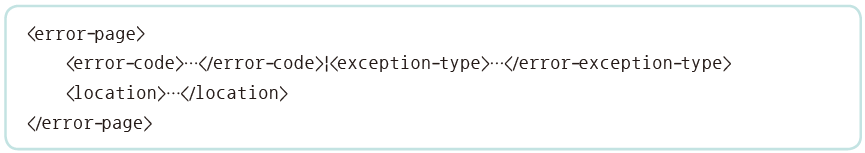 <error-page>
<error-code>…</error-code>¦<exception-type>…</error-exception-type>
<location>…</location>
</error-page>